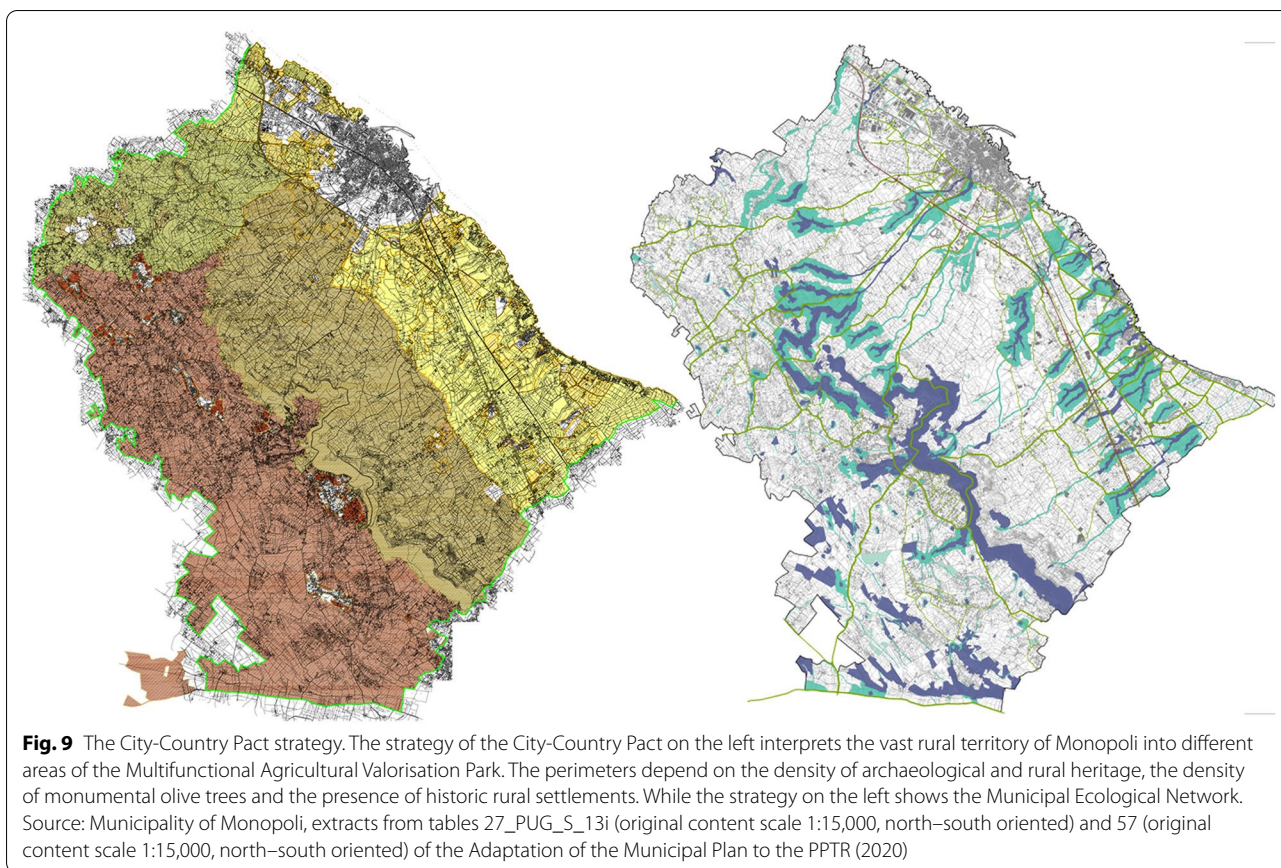 Fig. 9 The City-Country Pact strategy. The strategy of the City-Country Pact on the left interprets the vast rural territory of Monopoli into different
areas of the Multifunctional Agricultural Valorisation Park. The perimeters depend on the density of archaeological and rural heritage, the density
of monumental olive trees and the presence of historic rural settlements. While the strategy on the left shows the Municipal Ecological Network.
Source: Municipality of Monopoli, extracts from tables 27_PUG_S_13i (original content scale 1:15,000, north–south oriented) and 57 (original
content scale 1:15,000, north–south oriented) of the Adaptation of the Municipal Plan to the PPTR (2020)